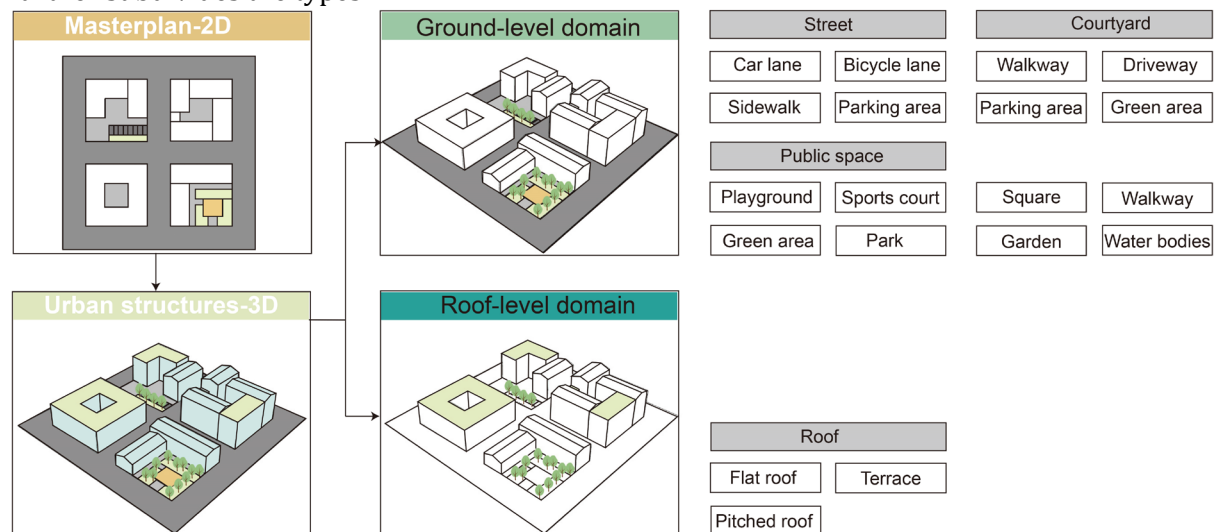 Masterplan-2D
Ground-level domain
Urban structures-3D
Roof-level domain
Street
Car lane
Bicycle lane
Sidewalk
Parking area
Courtyard
Walkway
Driveway
Parking area
Green area
Public space
Playground
Sports court
Square
Walkway
Green area
Park
Garden
Water bodies
Roof
Flat roof
Terrace
Pitched roof